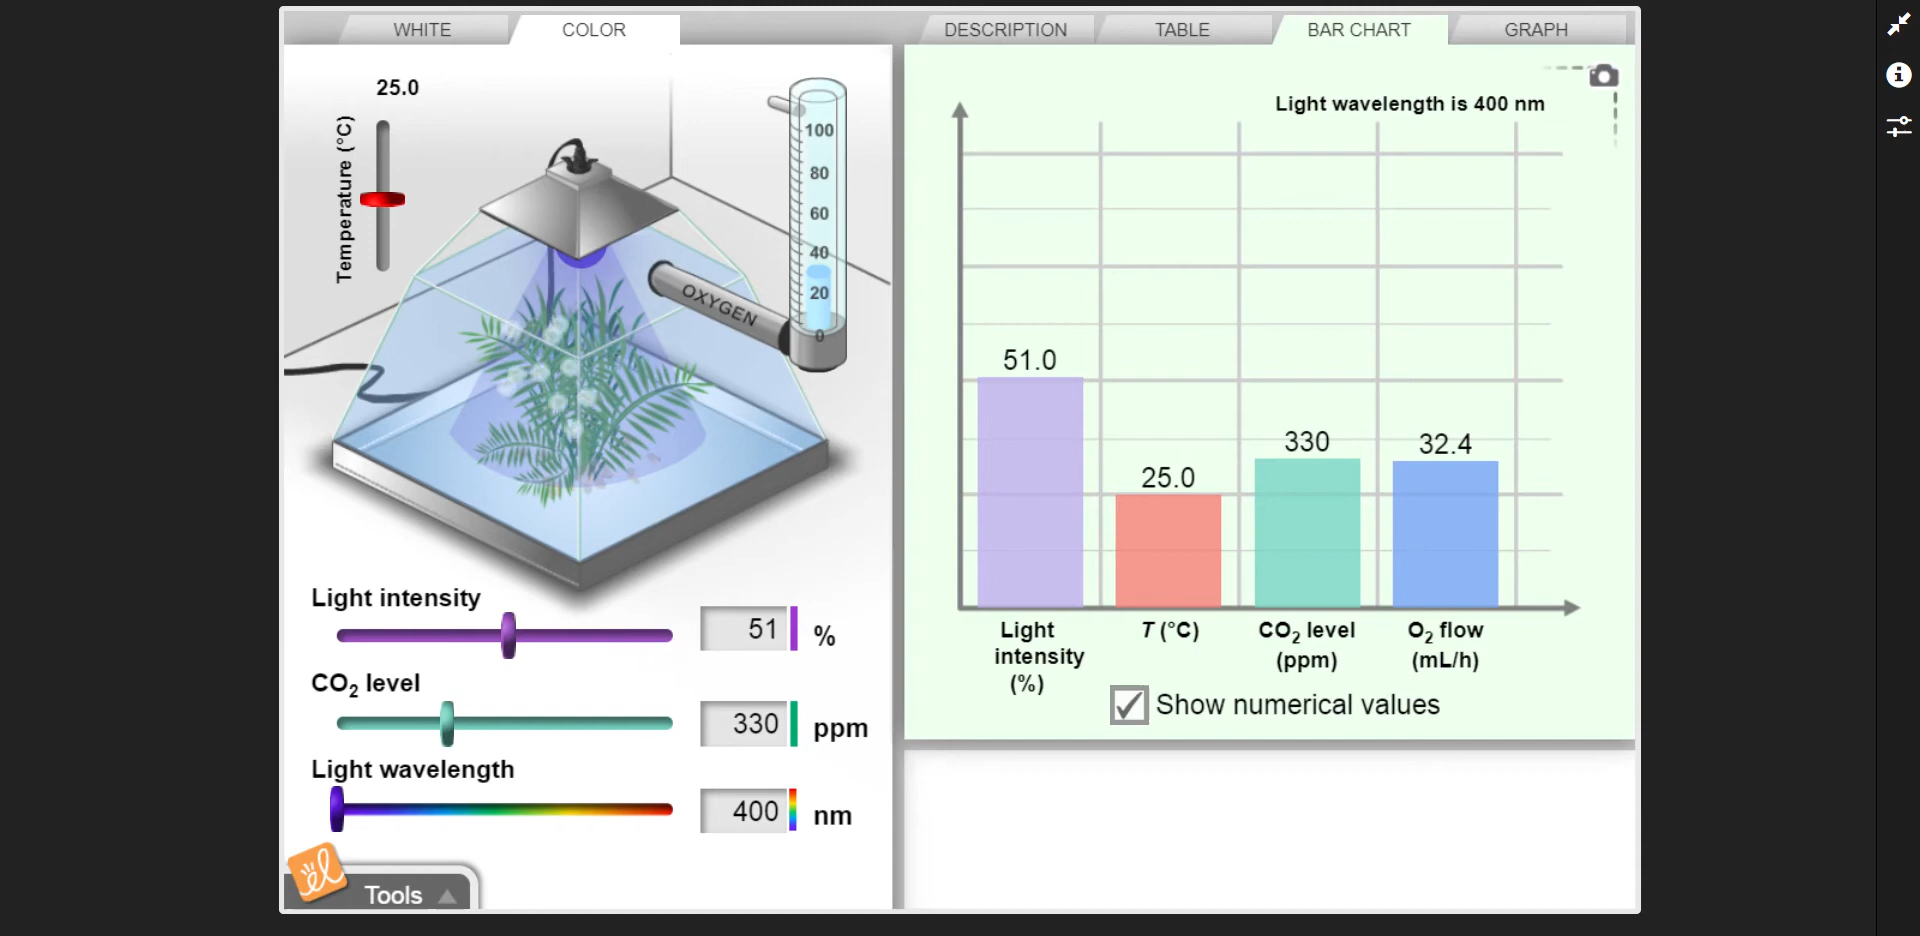 WHITE
COLOR
25.0
Temperature (°C)
100
80
60
40
20
0
OXYGEN
Light intensity
51 %
CO₂ level
330 ppm
Light wavelength
400 nm
Tools
DESCRIPTION
TABLE
BAR CHART
GRAPH
Light wavelength is 400 nm
51.0
25.0
330
32.4
Light
intensity
(%)
T (°C)
CO₂ level
(ppm)
O₂ flow
(mL/h)
Show numerical values